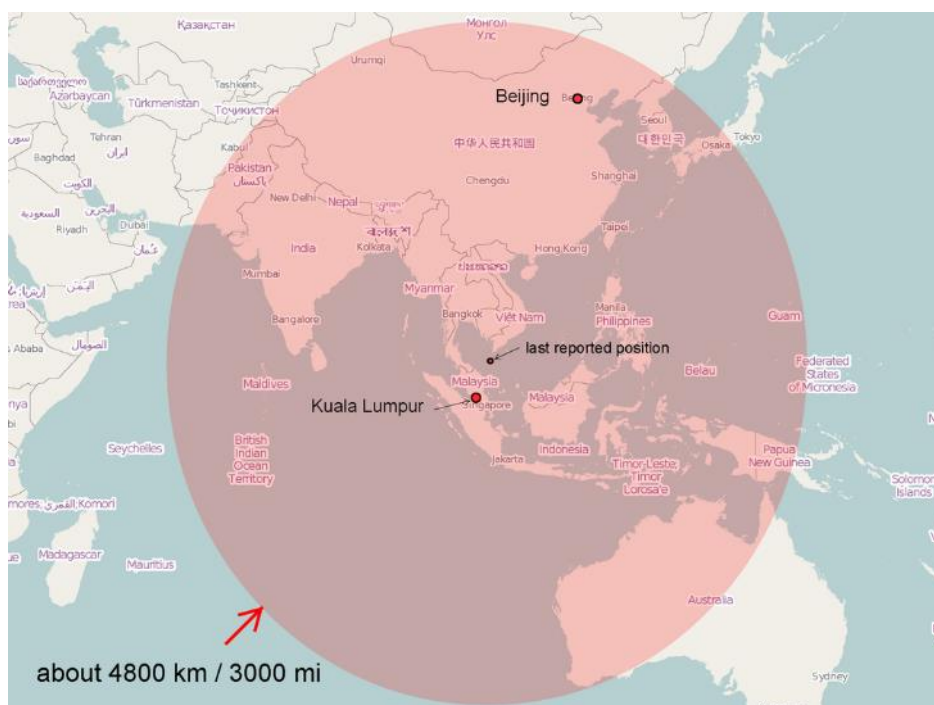 Қазақстан
Монгол
Улс
Urumqi
საქართველო
Azərbaycan
Türkmenistan
Tashkent
Тоҷикистон
Beijing
Seoul
대한민국
Tokyo
Osaka
Tehran
ایران
Baghdad
Kabul
Pakistan
پاکستان
中华人民共和国
Chengdu
Shanghai
الكويت
New Delhi
Nepal
السعودية
Riyadh
البحرين
Dubai
عُمان
India
Kolkata
Taipei
Hong Kong
Mumbai
Myanmar
اليمن
Bangkok
Việt Nam
Manila
Philippines
Guam
Bangalore
الصومال
Ababa
last reported position
Maldives
Malaysia
Belau
Federated
States
of Micronesia
Kuala Lumpur
Singapore
Malaysia
nya
British
Indian
Ocean
Territory
Seychelles
Jakarta
Indonesia
Timor-Leste;
Timor
Lorosa'e
Papua
New Guinea
Solomon
Islands
mores القمري Komori
Madagascar
Mauritius
Australia
about 4800 km / 3000 mi
Sydney